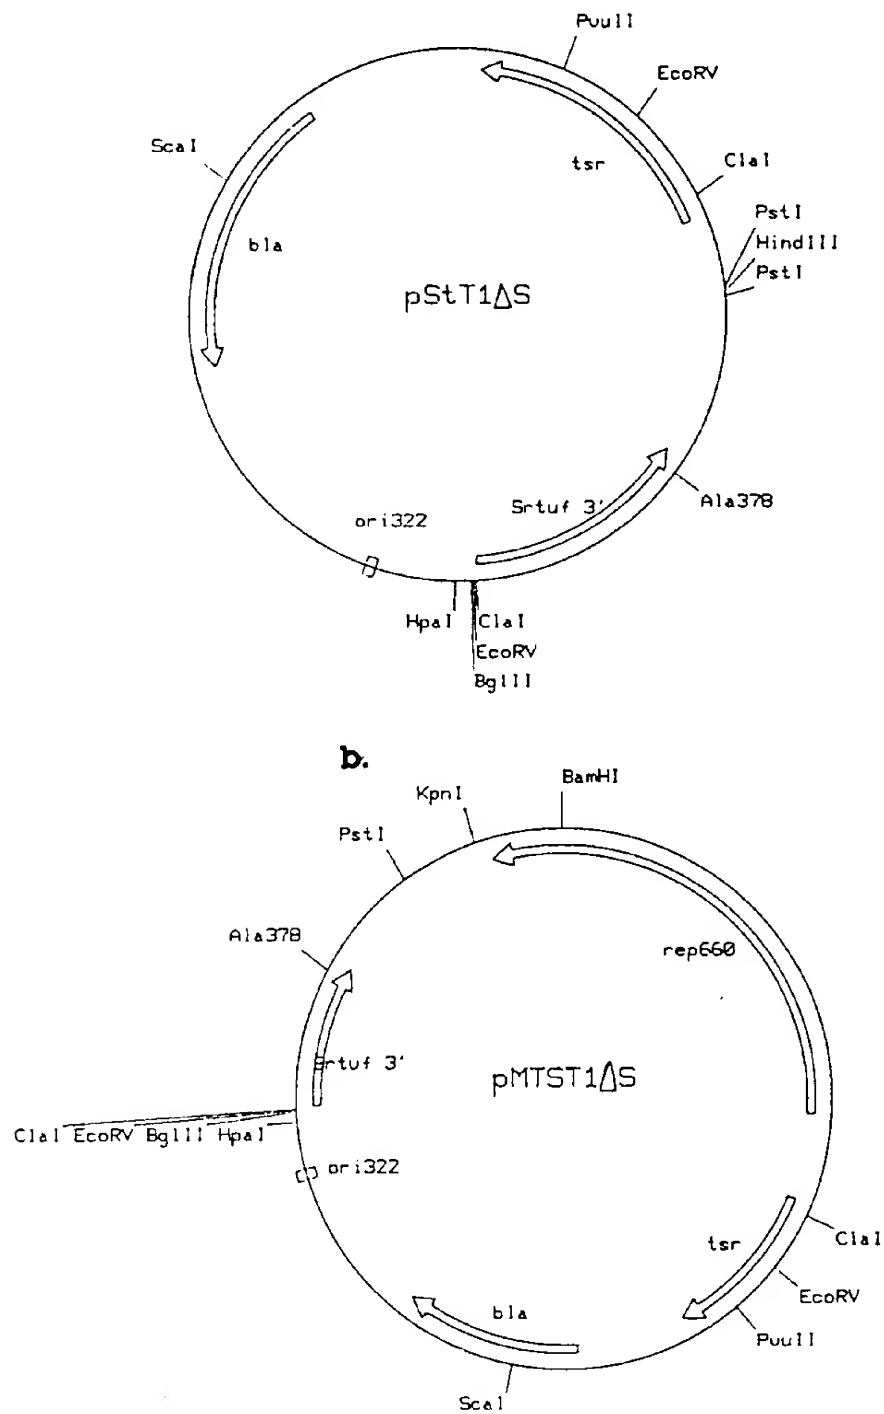 PvuII
EcoRV
ScaI
tsr
ClaI
PstI
HindIII
PstI
bla
pStT1ΔS
Srtuf 3'
Ala378
ori322
HpaI
ClaI
EcoRV
BglII
b.
BamHI
KpnI
PstI
Ala378
rep660
Srtuf 3'
pMTST1ΔS
ClaI EcoRV BglII HpaI
ori322
tsr
ClaI
EcoRV
bla
PvuII
ScaI